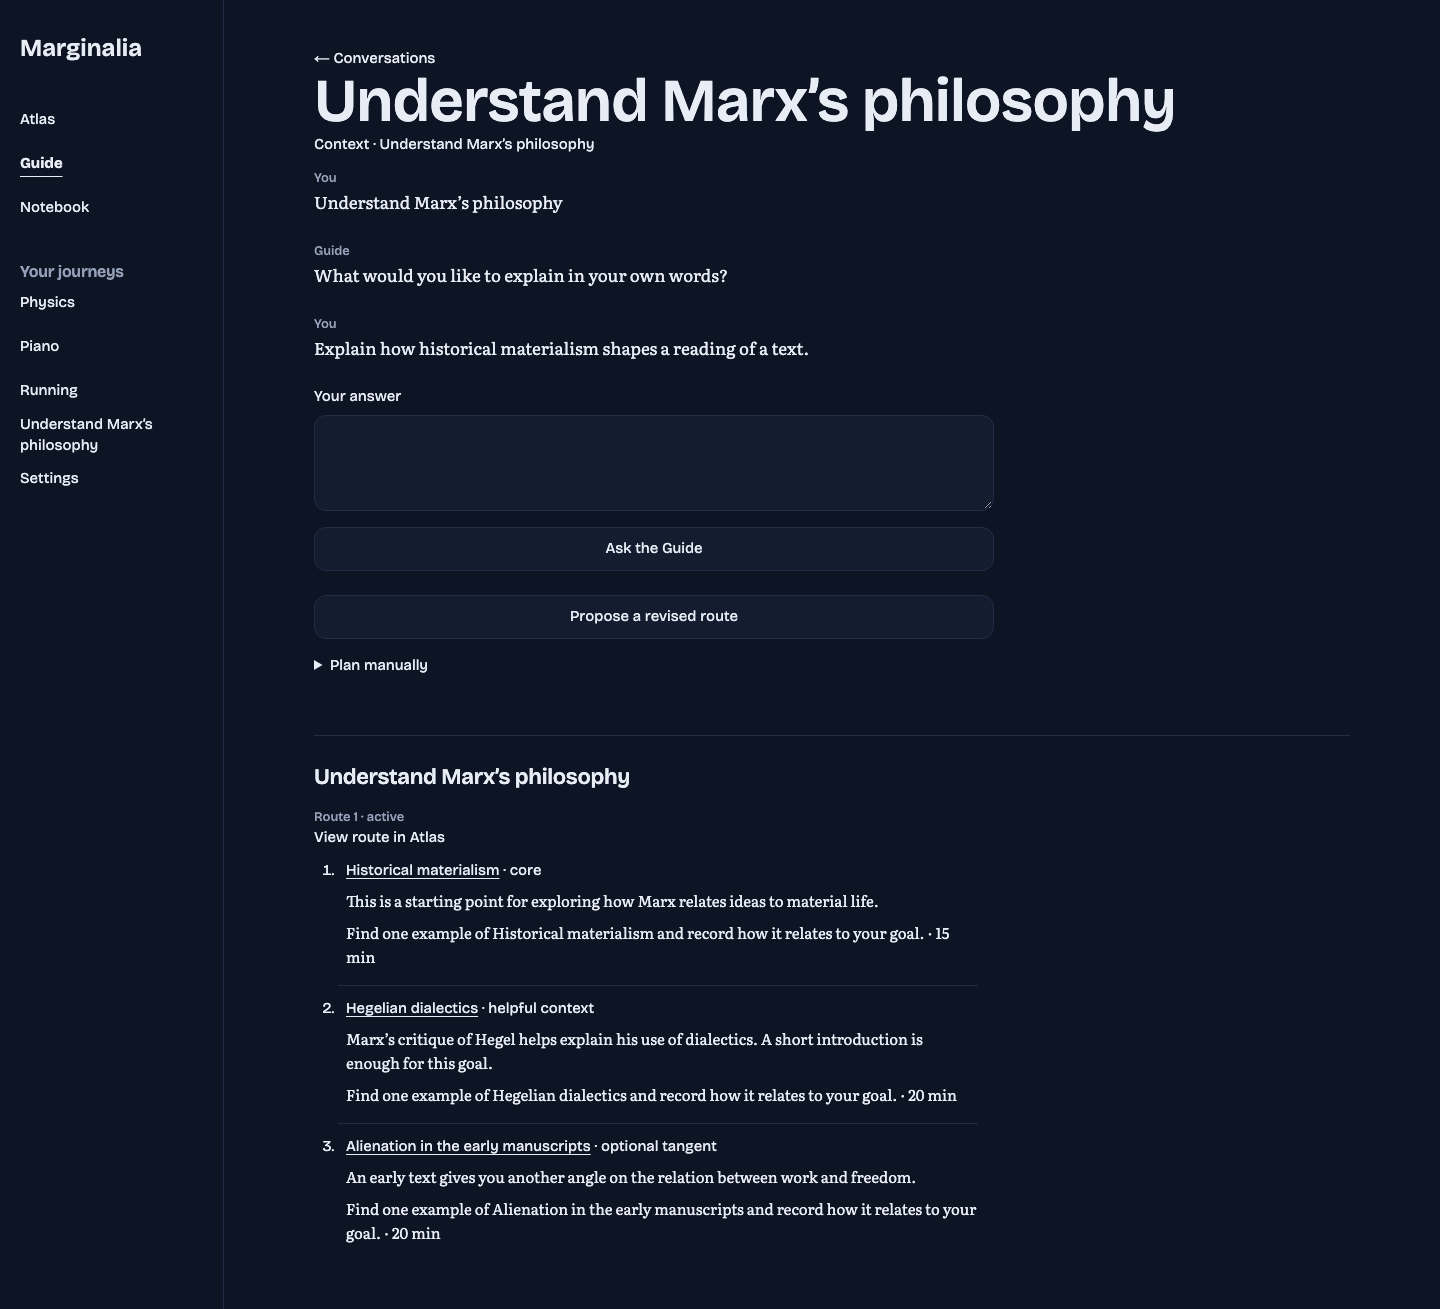 Marginalia
Atlas
Guide
Notebook
Your journeys
Physics
Piano
Running
Understand Marx’s
philosophy
Settings
← Conversations
Understand Marx’s philosophy
Context · Understand Marx’s philosophy
You
Understand Marx’s philosophy
Guide
What would you like to explain in your own words?
You
Explain how historical materialism shapes a reading of a text.
Your answer
Ask the Guide
Propose a revised route
▶ Plan manually
Understand Marx’s philosophy
Route 1 · active
View route in Atlas
1. Historical materialism · core
This is a starting point for exploring how Marx relates ideas to material life.
Find one example of Historical materialism and record how it relates to your goal. · 15
min
2. Hegelian dialectics · helpful context
Marx’s critique of Hegel helps explain his use of dialectics. A short introduction is
enough for this goal.
Find one example of Hegelian dialectics and record how it relates to your goal. · 20 min
3. Alienation in the early manuscripts · optional tangent
An early text gives you another angle on the relation between work and freedom.
Find one example of Alienation in the early manuscripts and record how it relates to your
goal. · 20 min